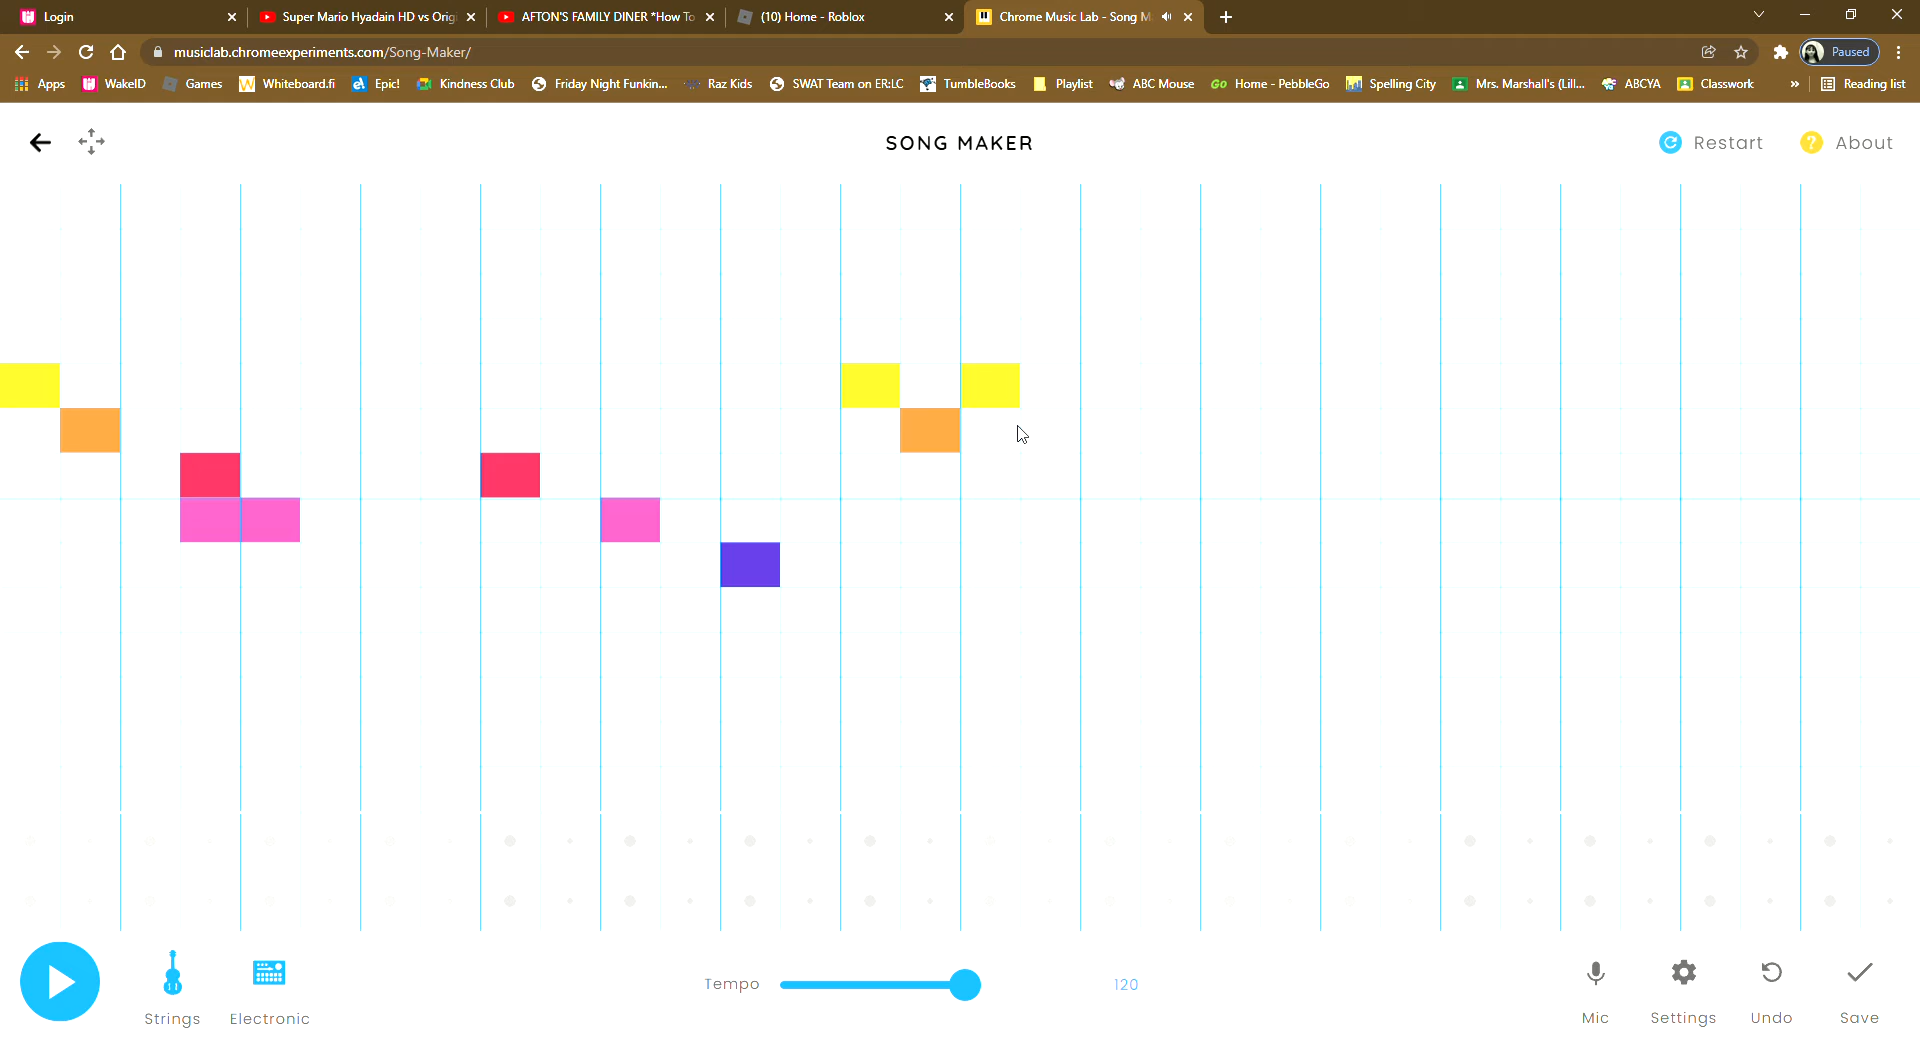 Login
Super Mario Hyadain HD vs Orig
AFTON'S FAMILY DINER *How To
(10) Home - Roblox
Chrome Music Lab - Song M
musiclab.chromeexperiments.com/Song-Maker/
Paused
Apps
WakeID
Games
Whiteboard.fi
Epic!
Kindness Club
Friday Night Funkin...
Raz Kids
SWAT Team on ER:LC
TumbleBooks
Playlist
ABC Mouse
GO Home - PebbleGo
Spelling City
Mrs. Marshall's (Lill...
ABCYA
Classwork
»
Reading list
SONG MAKER
Restart
? About
Tempo
120
Strings
Electronic
Mic
Settings
Undo
Save